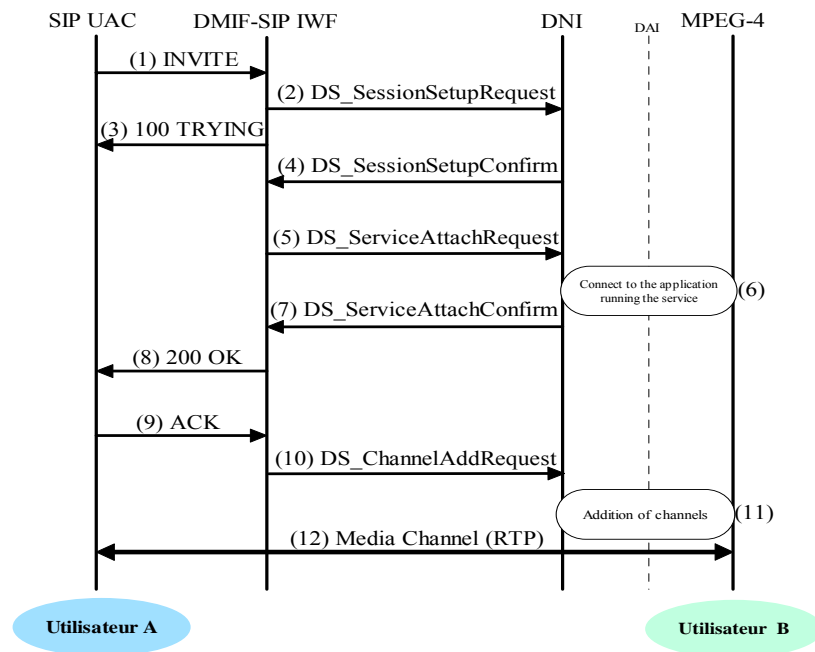 SIP UAC
DMIF-SIP IWF
DNI
DAI
MPEG-4
(1) INVITE
(2) DS_SessionSetupRequest
(3) 100 TRYING
(4) DS_SessionSetupConfirm
(5) DS_ServiceAttachRequest
Connect to the application
running the service
(6)
(7) DS_ServiceAttachConfirm
(8) 200 OK
(9) ACK
(10) DS_ChannelAddRequest
Addition of channels
(11)
(12) Media Channel (RTP)
Utilisateur A
Utilisateur B